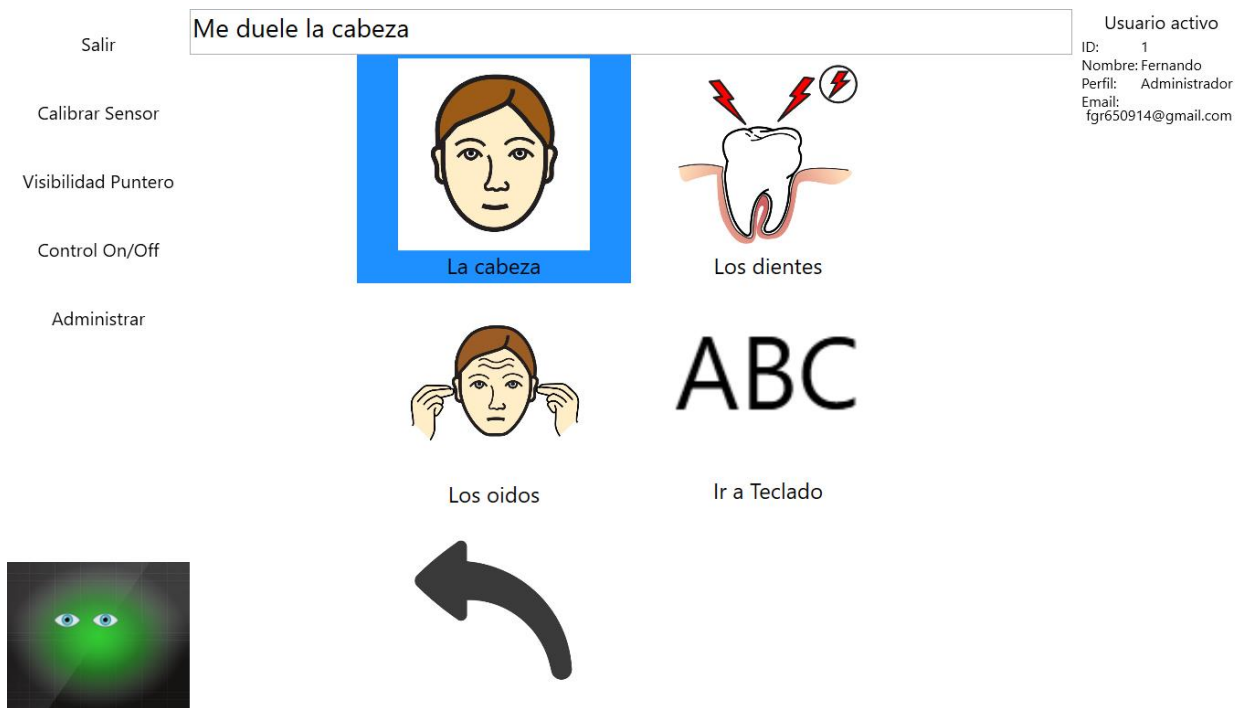 Me duele la cabeza
Salir
Calibrar Sensor
Visibilidad Puntero
Control On/Off
Administrar
La cabeza
Los dientes
ABC
Los oidos
Ir a Teclado
Usuario activo
ID: 1
Nombre: Fernando
Perfil: Administrador
Email:
fgr650914@gmail.com